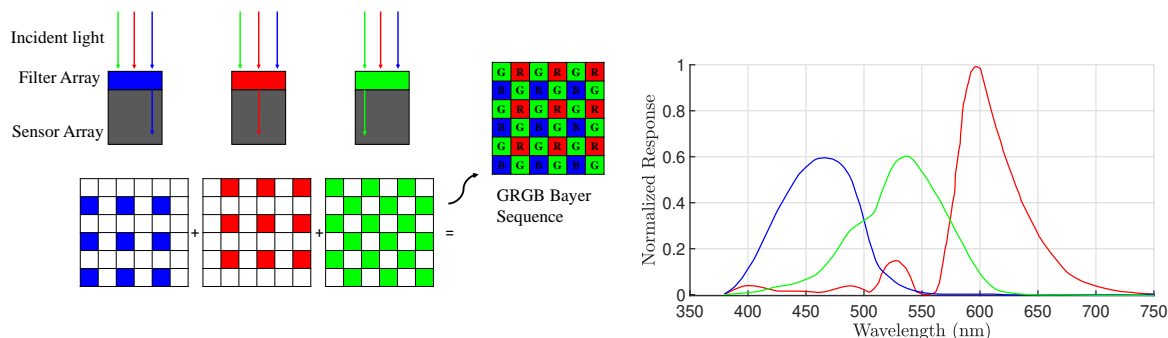 Incident light
Filter Array
Sensor Array
+
+
=
G R G R G R
B G B G B G
G R G R G R
B G B G B G
G R G R G R
B G B G B G
GRGB Bayer
Sequence
Normalized Response
1
0.8
0.6
0.4
0.2
0
350 400 450 500 550 600 650 700 750
Wavelength (nm)